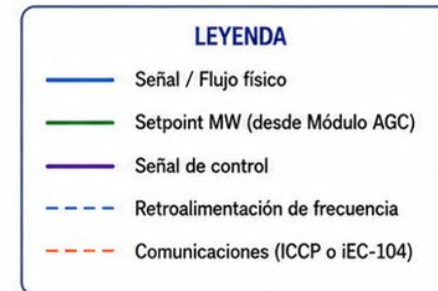 LEYENDA
Señal / Flujo físico
Setpoint MW (desde Módulo AGC)
Señal de control
Retroalimentación de frecuencia
Comunicaciones (ICCP o iEC-104)